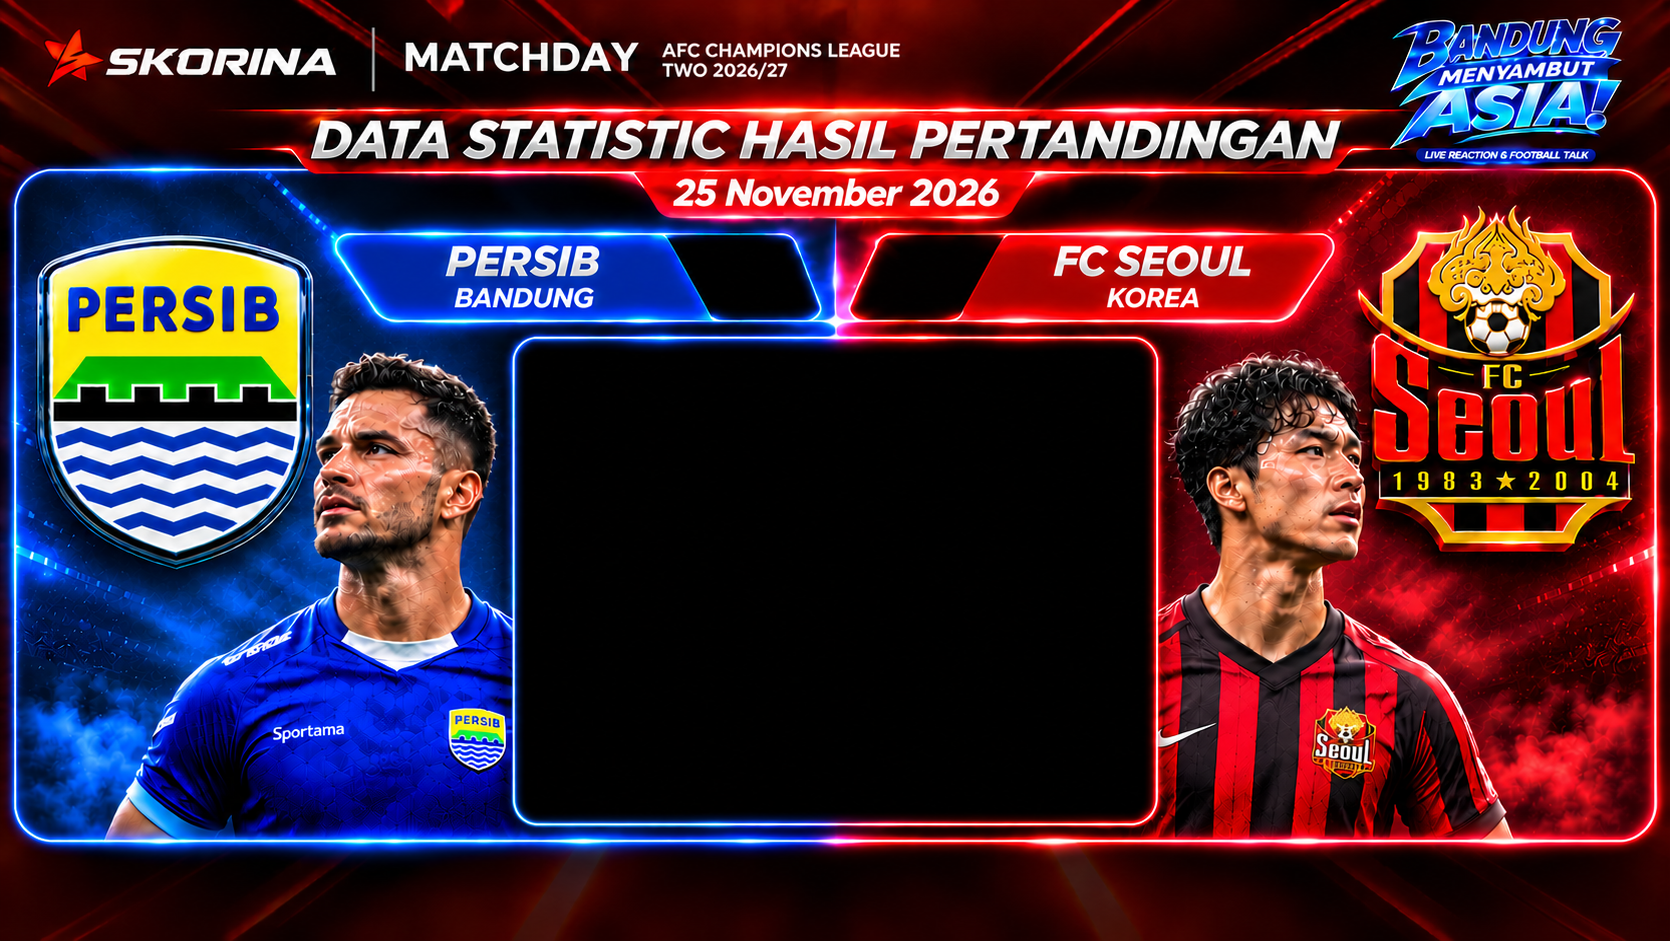 SKORINA
MATCHDAY
AFC CHAMPIONS LEAGUE
TWO 2026/27
BANDUNG
MENYAMBUT
ASIA!
LIVE REACTION & FOOTBALL TALK
DATA STATISTIC HASIL PERTANDINGAN
25 November 2026
PERSIB
BANDUNG
FC SEOUL
KOREA
PERSIB
FC
Seoul
1983 ★ 2004
Sportama
PERSIB
Seoul